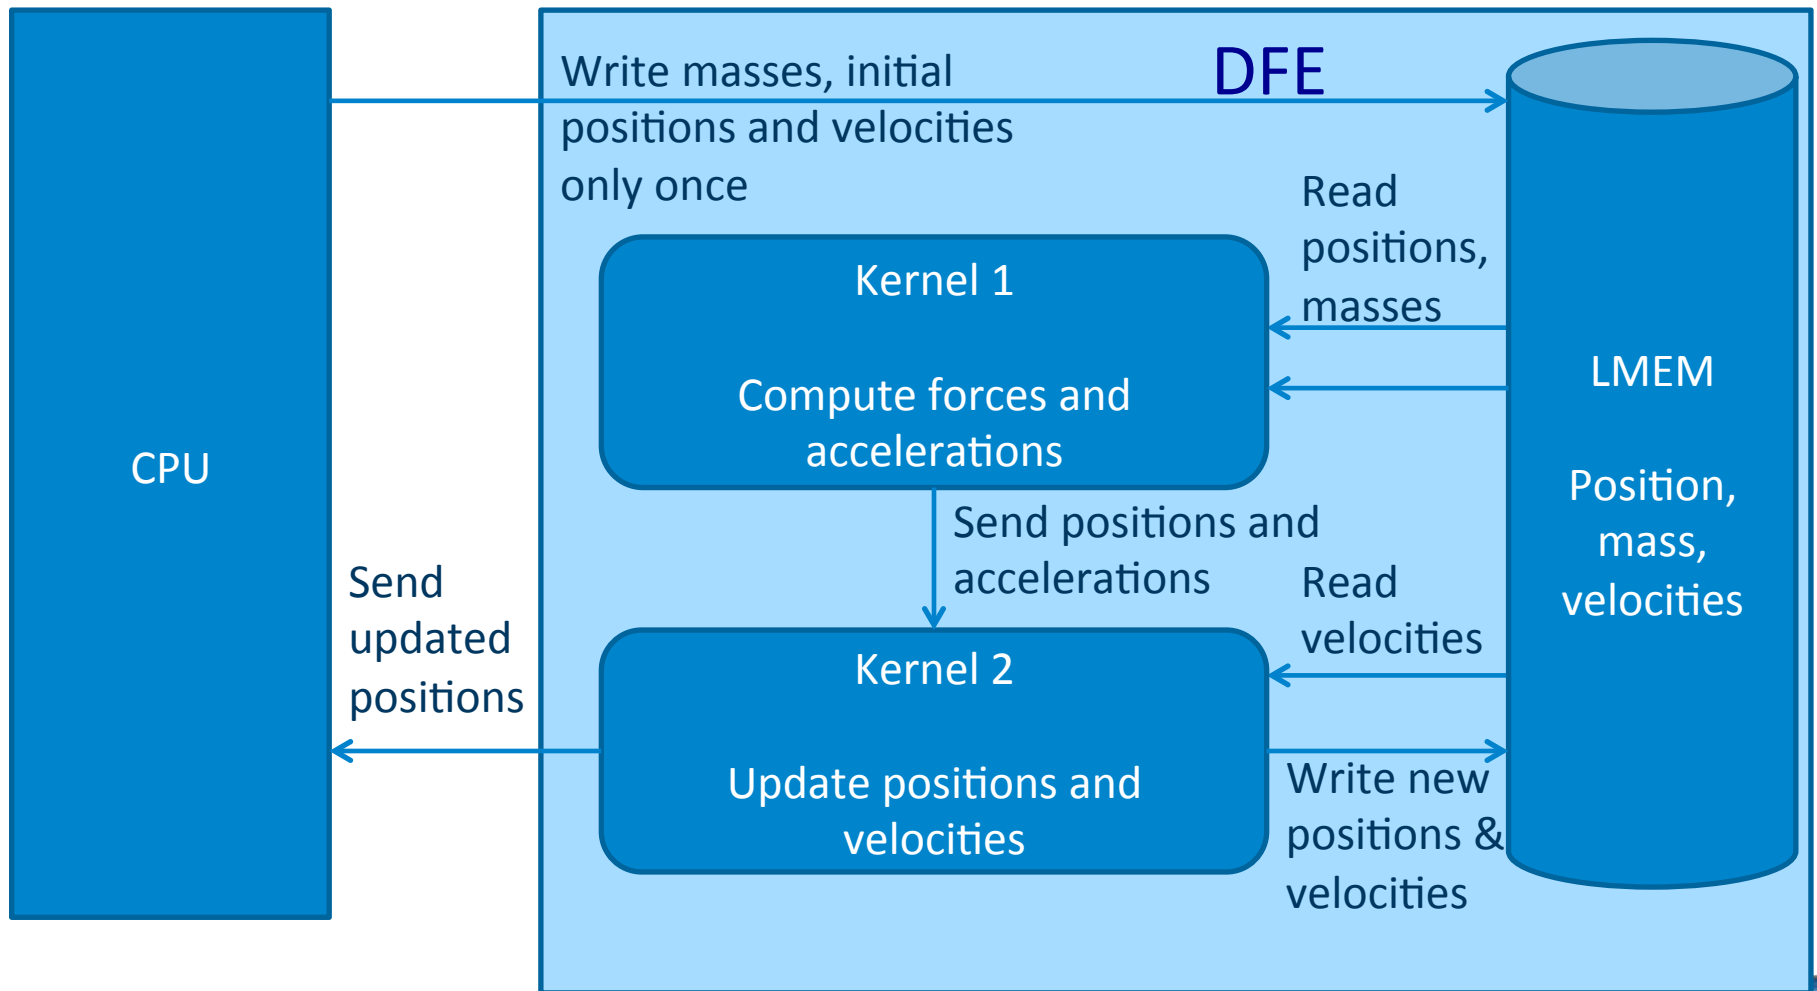 Write masses, initial
positions and velocities
only once
DFE
Read
positions,
masses
Kernel 1
Compute forces and
accelerations
LMEM
Position,
mass,
velocities
CPU
Send positions and
accelerations
Send
updated
positions
Read
velocities
Kernel 2
Update positions and
velocities
Write new
positions &
velocities